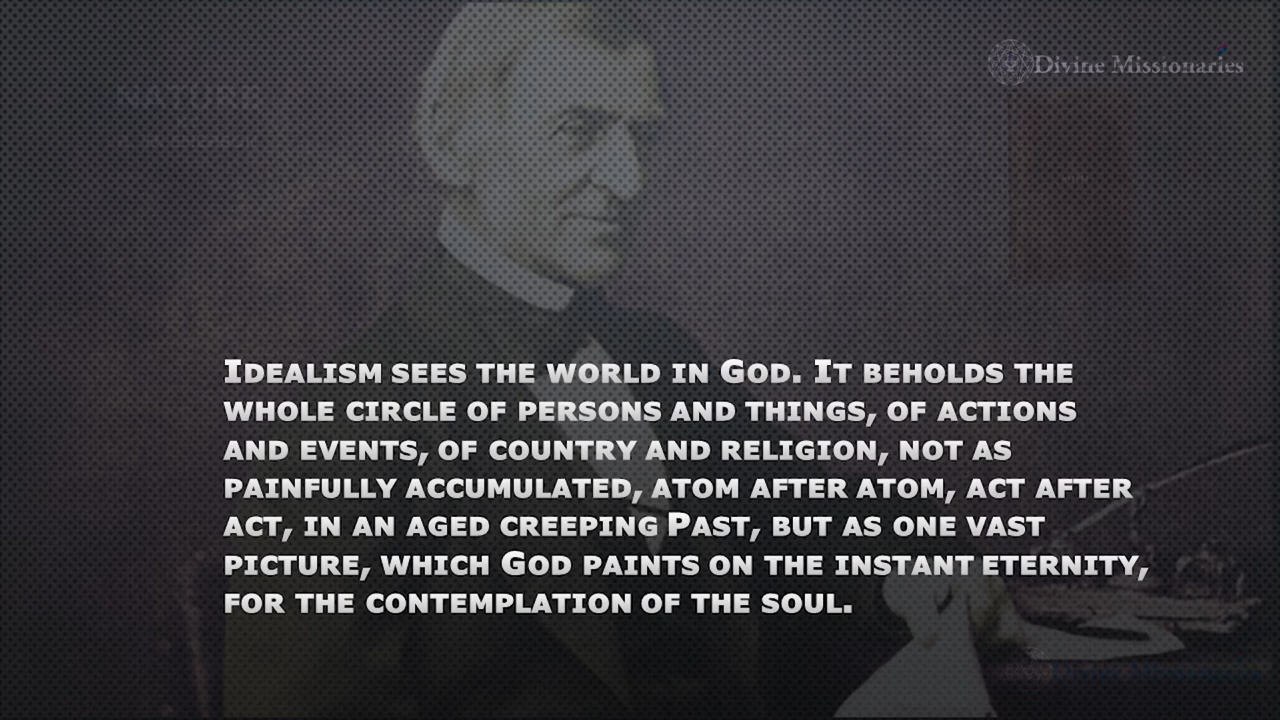 Divine Missionaries
Idealism sees the world in God. It beholds the
whole circle of persons and things, of actions
and events, of country and religion, not as
painfully accumulated, atom after atom, act after
act, in an aged creeping Past, but as one vast
picture, which God paints on the instant eternity,
for the contemplation of the soul.